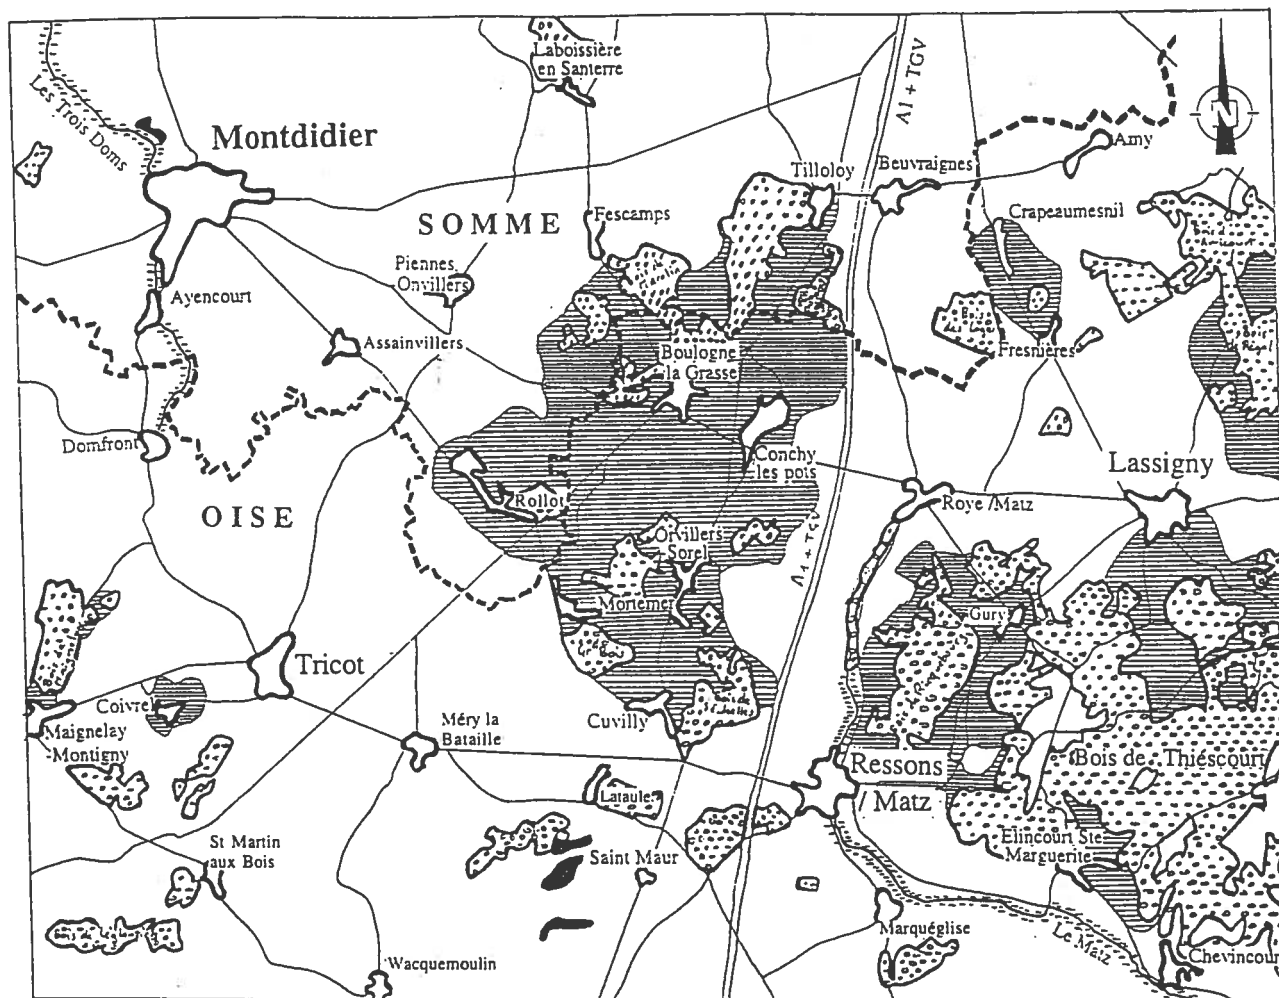 Laboissière
en Santerre
A1 + TGV
Les Trois Doms
Montdidier
N
Amy
Tilloloy
Beuvraignes
SOMME
Fescamps
Crapeaumesnil
Piennes
Onvillers
Ayencourt
Assainvillers
Boulogne
la Grasse
Fresnières
Domfront
Conchy
les pots
Lassigny
Rollot
Roye /Matz
OISE
Orvillers
Sorel
A1 + TGV
Mortemer
Gury
Tricot
Coivrel
Maignelay
-Montigny
Cuvilly
Méry la
Bataille
Ressons
/ Matz
Bois de Thiescourt
Lataule
St Martin
aux Bois
Saint Maur
Elincourt Ste
Marguerite
Marquéglise
Le Matz
Wacquemoulin
Chevincour